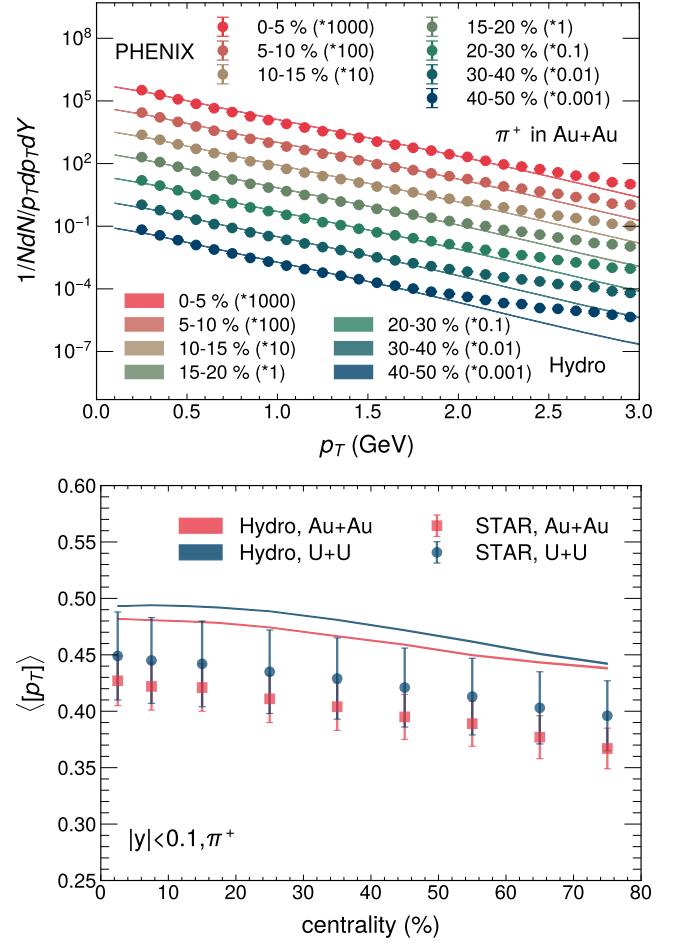 10⁸
10⁵
10²
10⁻¹
10⁻⁴
10⁻⁷
1/NdN/p_Tdp_TdY
PHENIX
0-5 % (*1000)
5-10 % (*100)
10-15 % (*10)
15-20 % (*1)
20-30 % (*0.1)
30-40 % (*0.01)
40-50 % (*0.001)
π⁺ in Au+Au
0-5 % (*1000)
5-10 % (*100)
10-15 % (*10)
15-20 % (*1)
20-30 % (*0.1)
30-40 % (*0.01)
40-50 % (*0.001)
Hydro
0.0 0.5 1.0 1.5 2.0 2.5 3.0
p_T (GeV)
0.60
0.55
0.50
0.45
0.40
0.35
0.30
0.25
⟨[p_T]⟩
Hydro, Au+Au
Hydro, U+U
STAR, Au+Au
STAR, U+U
|y|<0.1,π⁺
0 10 20 30 40 50 60 70 80
centrality (%)